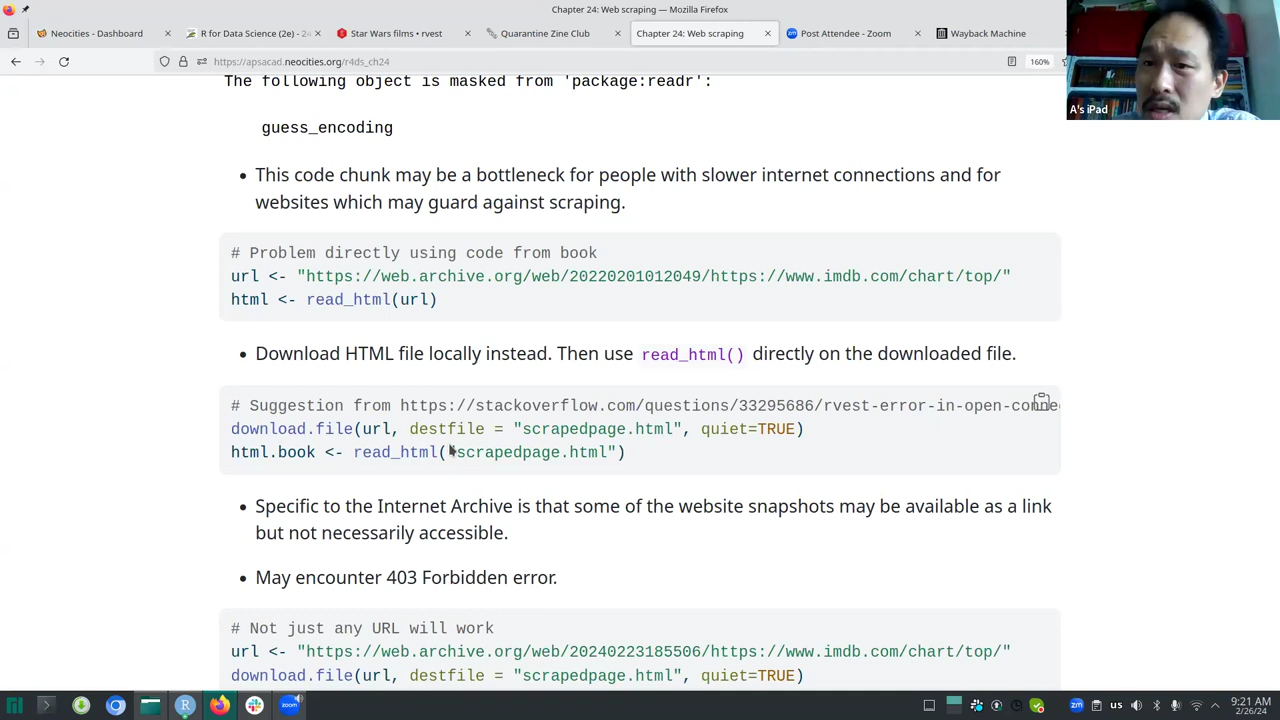 Chapter 24: Web scraping — Mozilla Firefox
Neocities - Dashboard
R for Data Science (2e) - 24
Star Wars films • rvest
Quarantine Zine Club
Chapter 24: Web scraping
Post Attendee - Zoom
Wayback Machine
https://apsacad.neocities.org/r4ds_ch24
160%
A's iPad
The following object is masked from 'package:readr':
guess_encoding
• This code chunk may be a bottleneck for people with slower internet connections and for
websites which may guard against scraping.
# Problem directly using code from book
url <- "https://web.archive.org/web/20220201012049/https://www.imdb.com/chart/top/"
html <- read_html(url)
• Download HTML file locally instead. Then use read_html() directly on the downloaded file.
# Suggestion from https://stackoverflow.com/questions/33295686/rvest-error-in-open-conne
download.file(url, destfile = "scrapedpage.html", quiet=TRUE)
html.book <- read_html("scrapedpage.html")
• Specific to the Internet Archive is that some of the website snapshots may be available as a link
but not necessarily accessible.
• May encounter 403 Forbidden error.
# Not just any URL will work
url <- "https://web.archive.org/web/20240223185506/https://www.imdb.com/chart/top/"
download.file(url, destfile = "scrapedpage.html", quiet=TRUE)
zoom
zm
us
9:21 AM
2/26/24